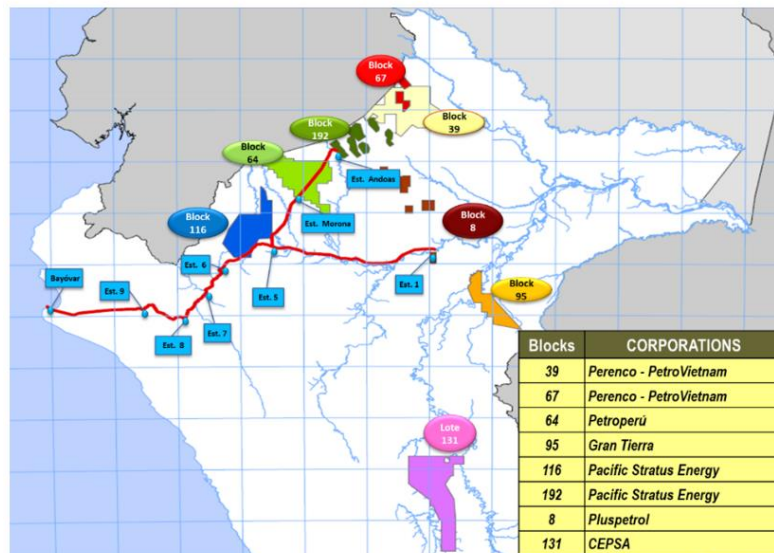 Block
67
Block
192
Block
39
Block
64
Est. Andoas
Est. Morona
Block
116
Block
8
Est. 6
Bayóvar
Est. 9
Est. 5
Est. 1
Block
95
Est. 7
Est. 8
Lote
131
Blocks CORPORATIONS
39 Perenco - PetroVietnam
67 Perenco - PetroVietnam
64 Petroperú
95 Gran Tierra
116 Pacific Stratus Energy
192 Pacific Stratus Energy
8 Pluspetrol
131 CEPSA